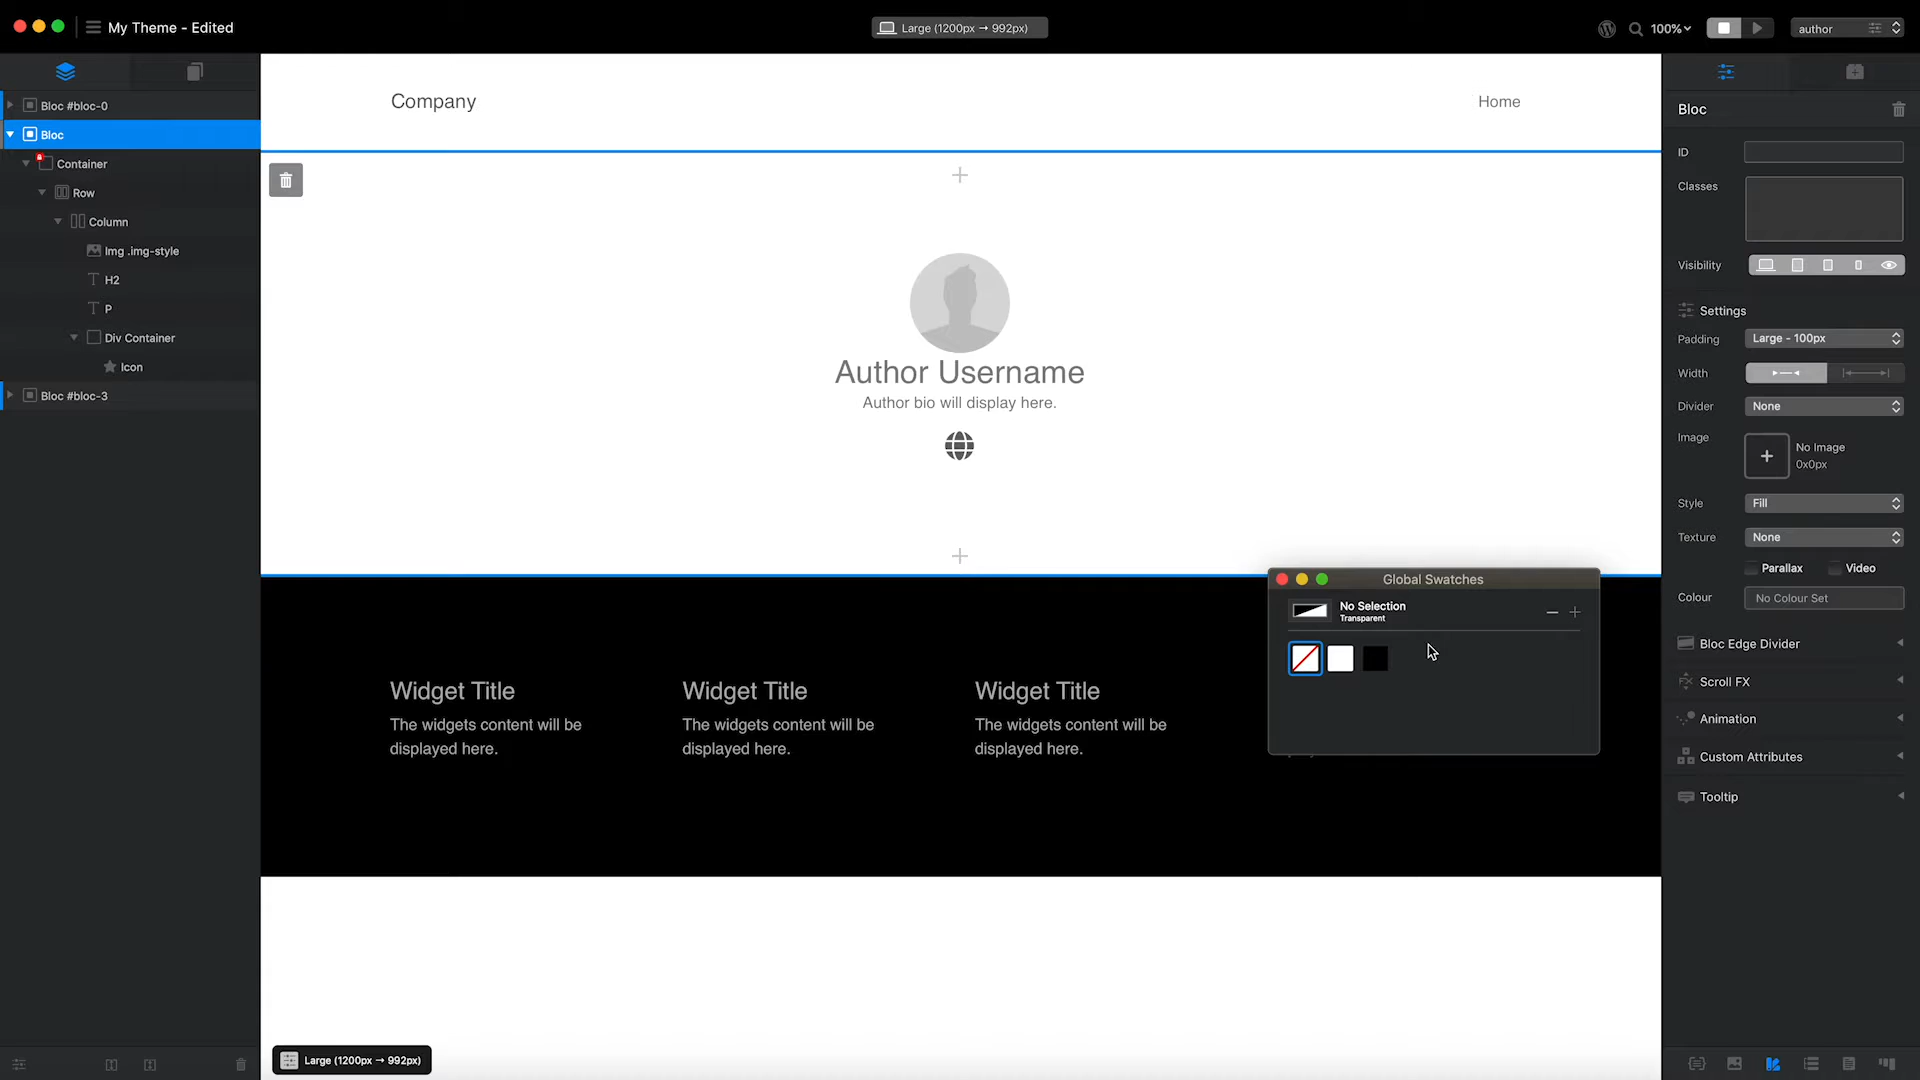 My Theme - Edited
Large (1200px → 992px)
100%
author
Bloc #bloc-0
Bloc
Container
Row
Column
Img .img-style
H2
P
Div Container
Icon
Bloc #bloc-3
Company
Home
Author Username
Author bio will display here.
Widget Title
The widgets content will be
displayed here.
Widget Title
The widgets content will be
displayed here.
Widget Title
The widgets content will be
displayed here.
Global Swatches
No Selection
Transparent
Large (1200px → 992px)
Bloc
ID
Classes
Visibility
Settings
Padding
Large - 100px
Width
Divider
None
Image
No Image
0x0px
Style
Fill
Texture
None
Parallax
Video
Colour
No Colour Set
Bloc Edge Divider
Scroll FX
Animation
Custom Attributes
Tooltip